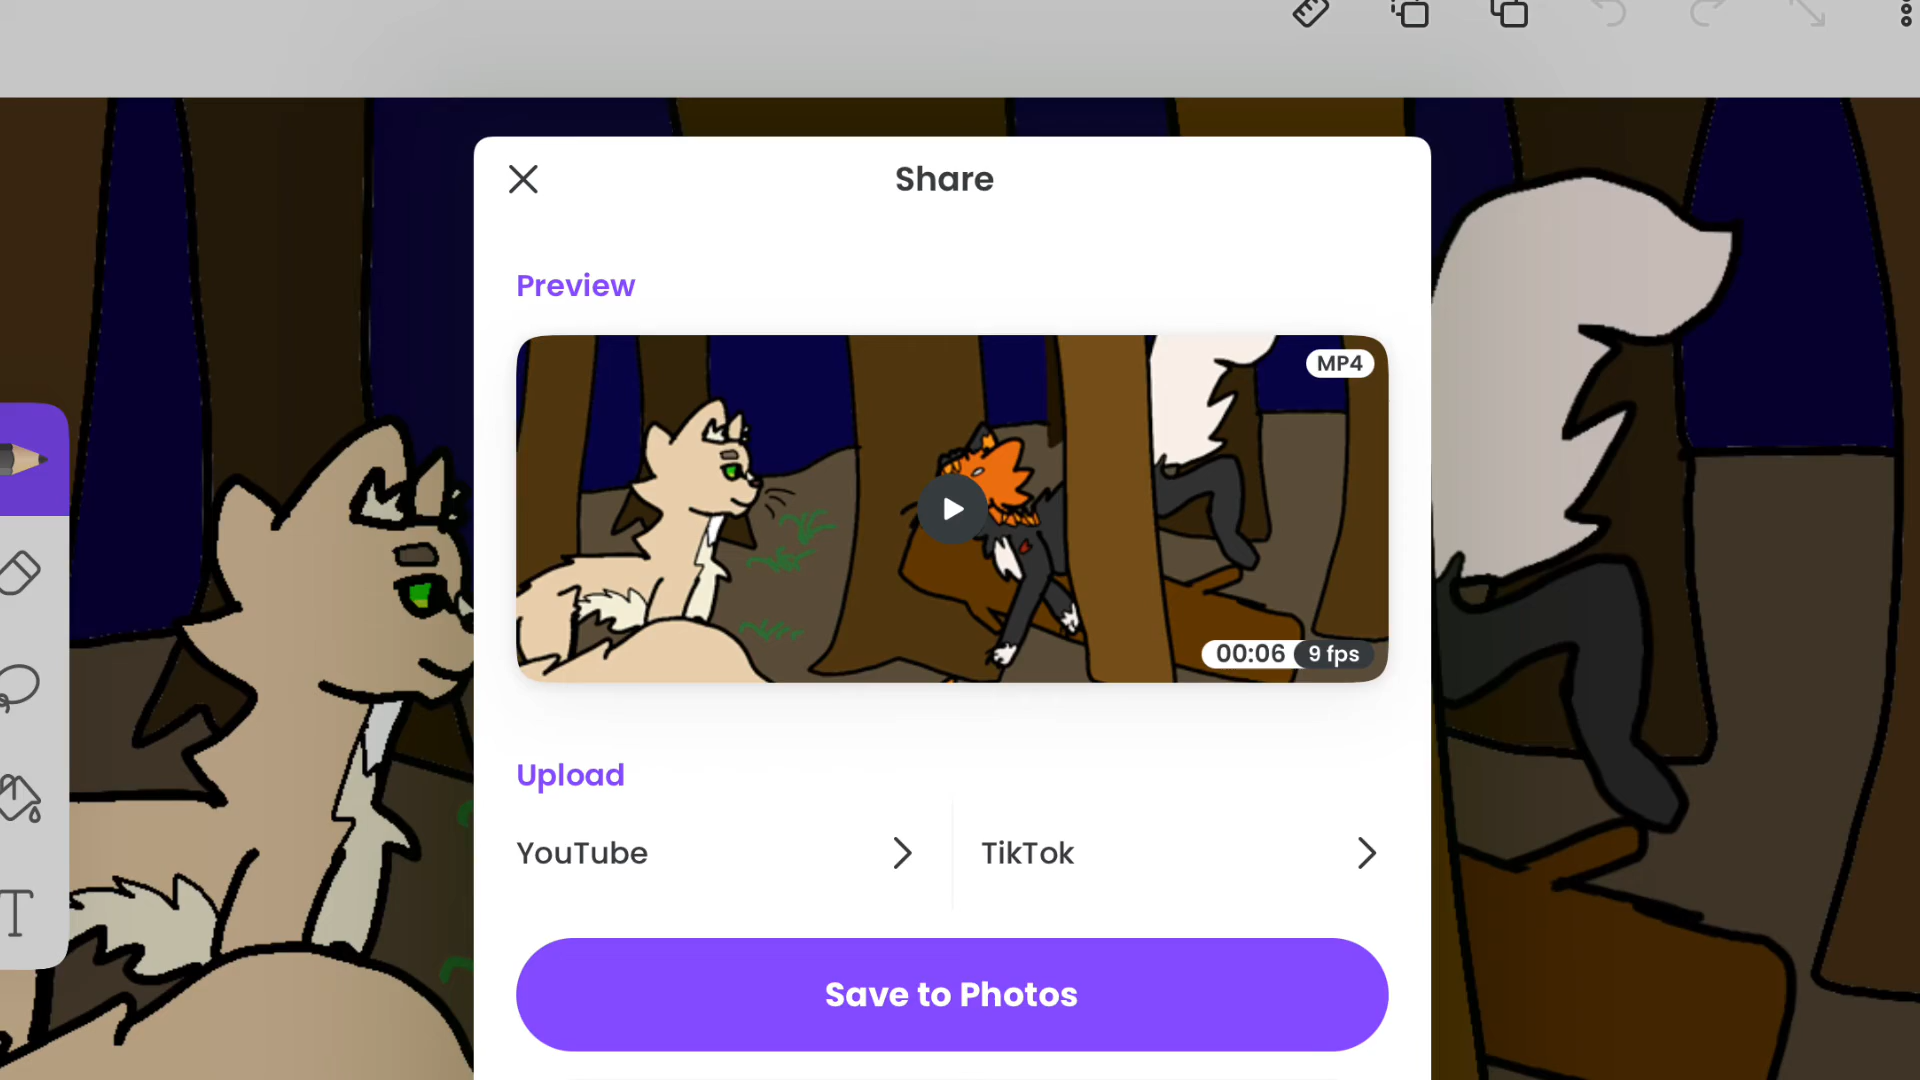 Share
Preview
MP4
00:06 9 fps
Upload
YouTube
TikTok
Save to Photos
T